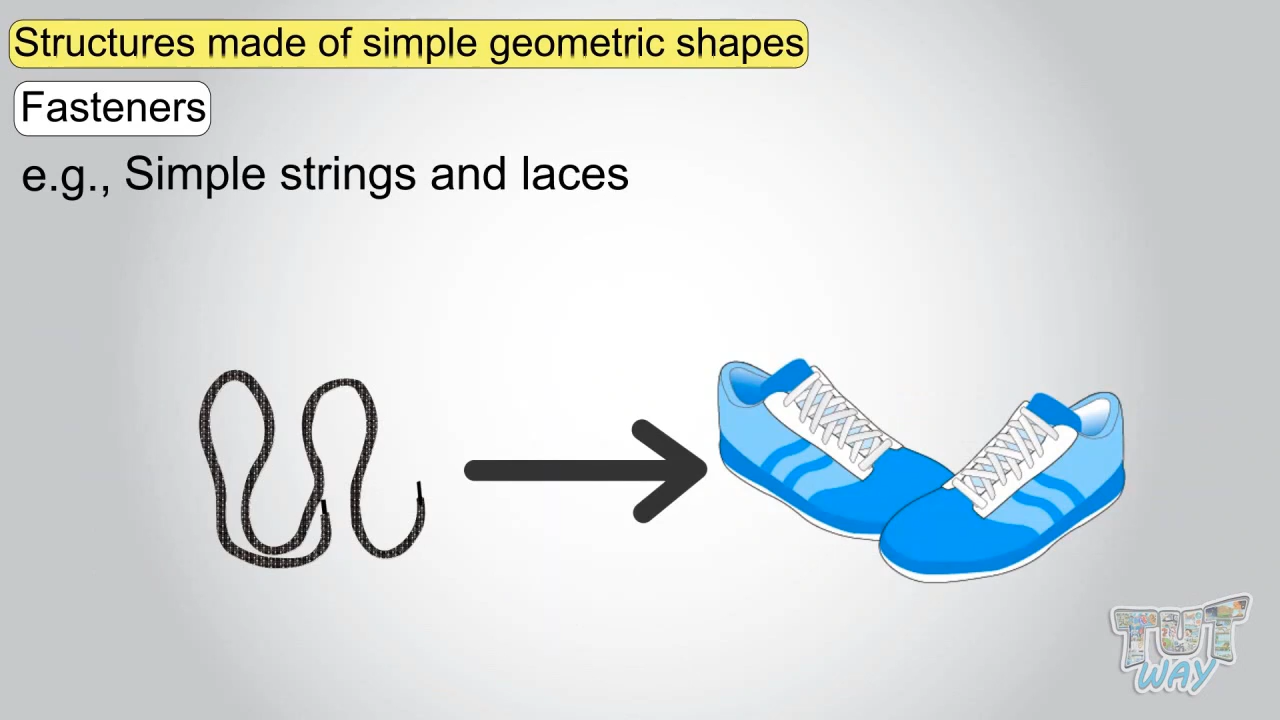 Structures made of simple geometric shapes
Fasteners
e.g., Simple strings and laces
TUT
WAY